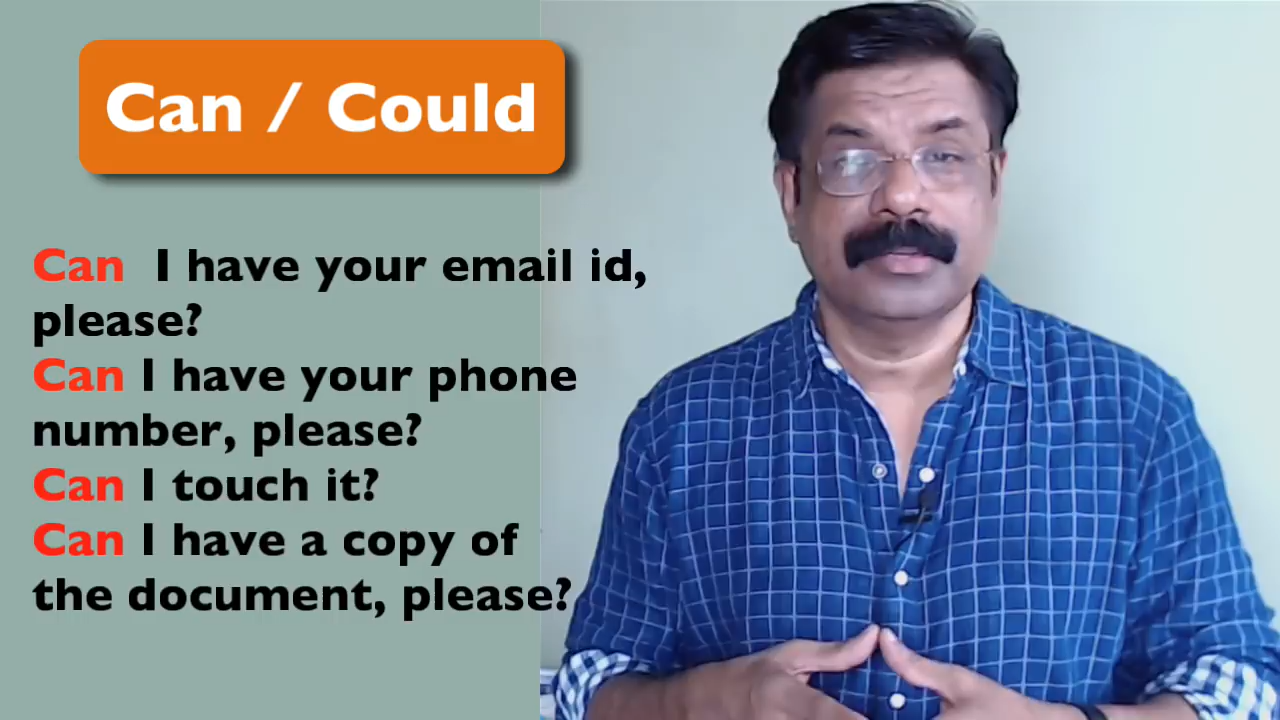 Can / Could
Can I have your email id,
please?
Can I have your phone
number, please?
Can I touch it?
Can I have a copy of
the document, please?